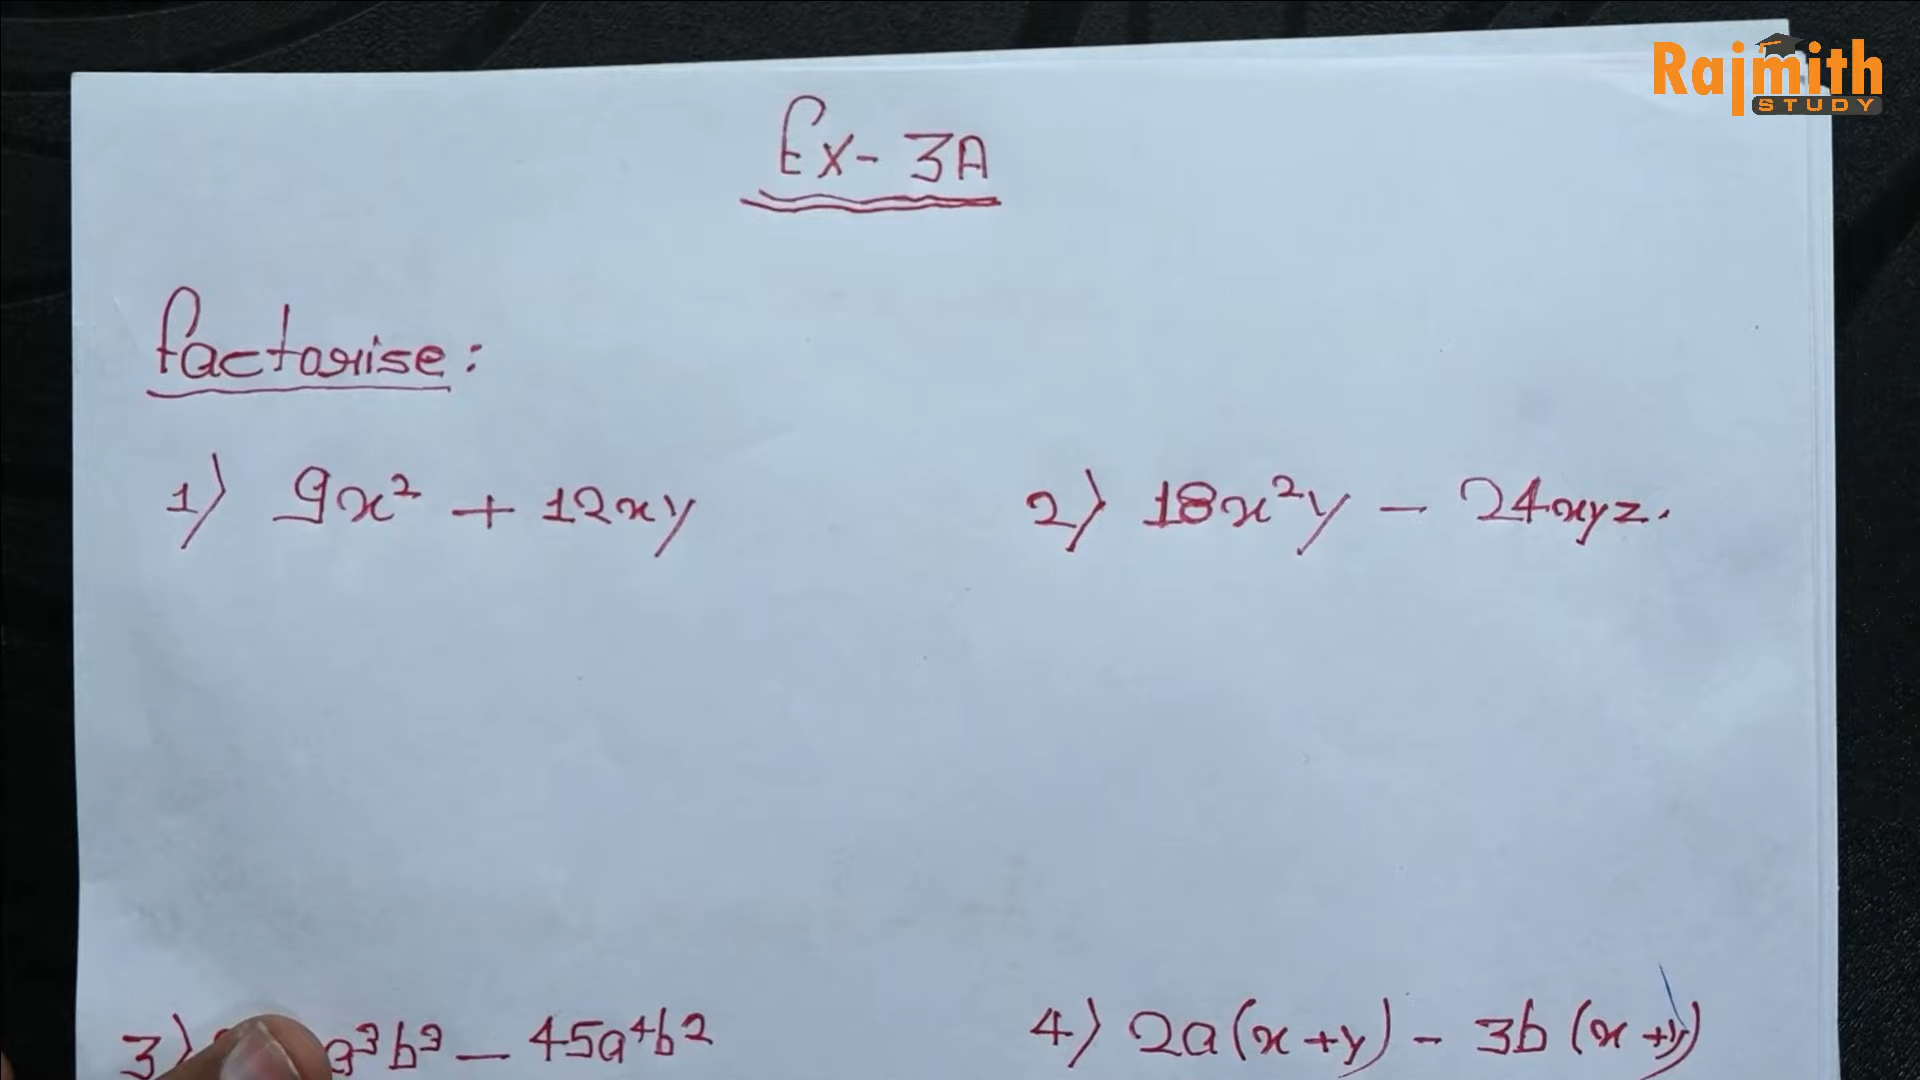 Rajmith
STUDY
Ex- 3A
factorise:
1) 9x² + 12xy
2) 18x²y - 24xyz.
3) a³b³ - 45a⁴b²
4) 2a(x+y) - 3b(x+y)